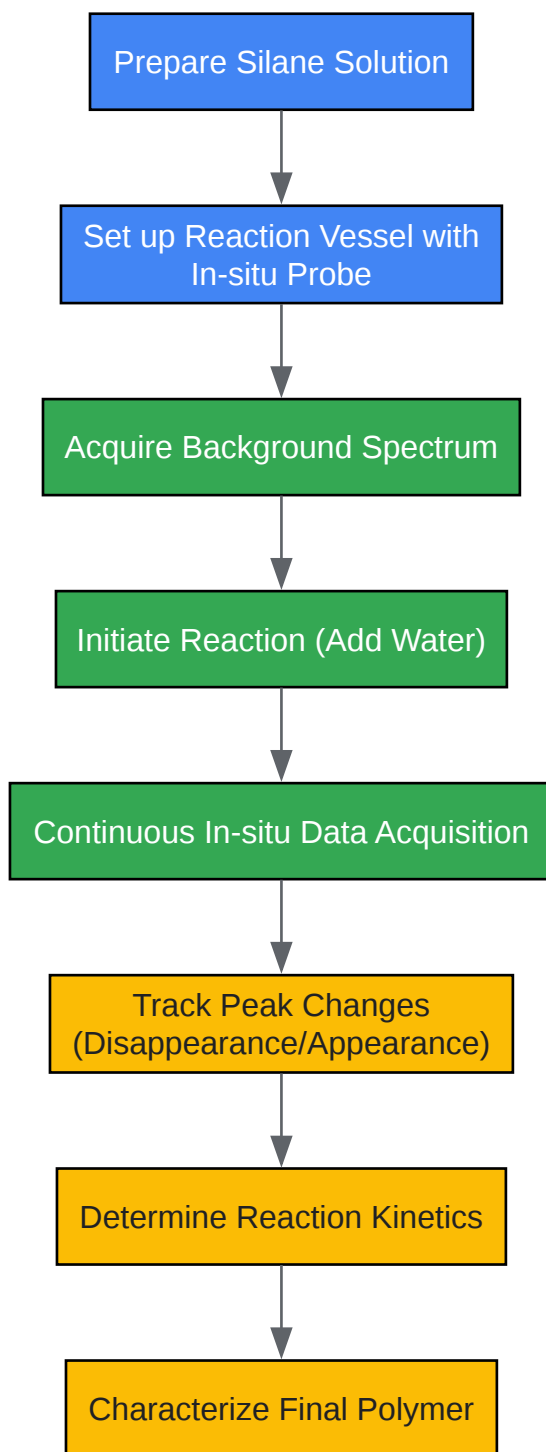 Prepare Silane Solution
Set up Reaction Vessel with
In-situ Probe
Acquire Background Spectrum
Initiate Reaction (Add Water)
Continuous In-situ Data Acquisition
Track Peak Changes
(Disappearance/Appearance)
Determine Reaction Kinetics
Characterize Final Polymer